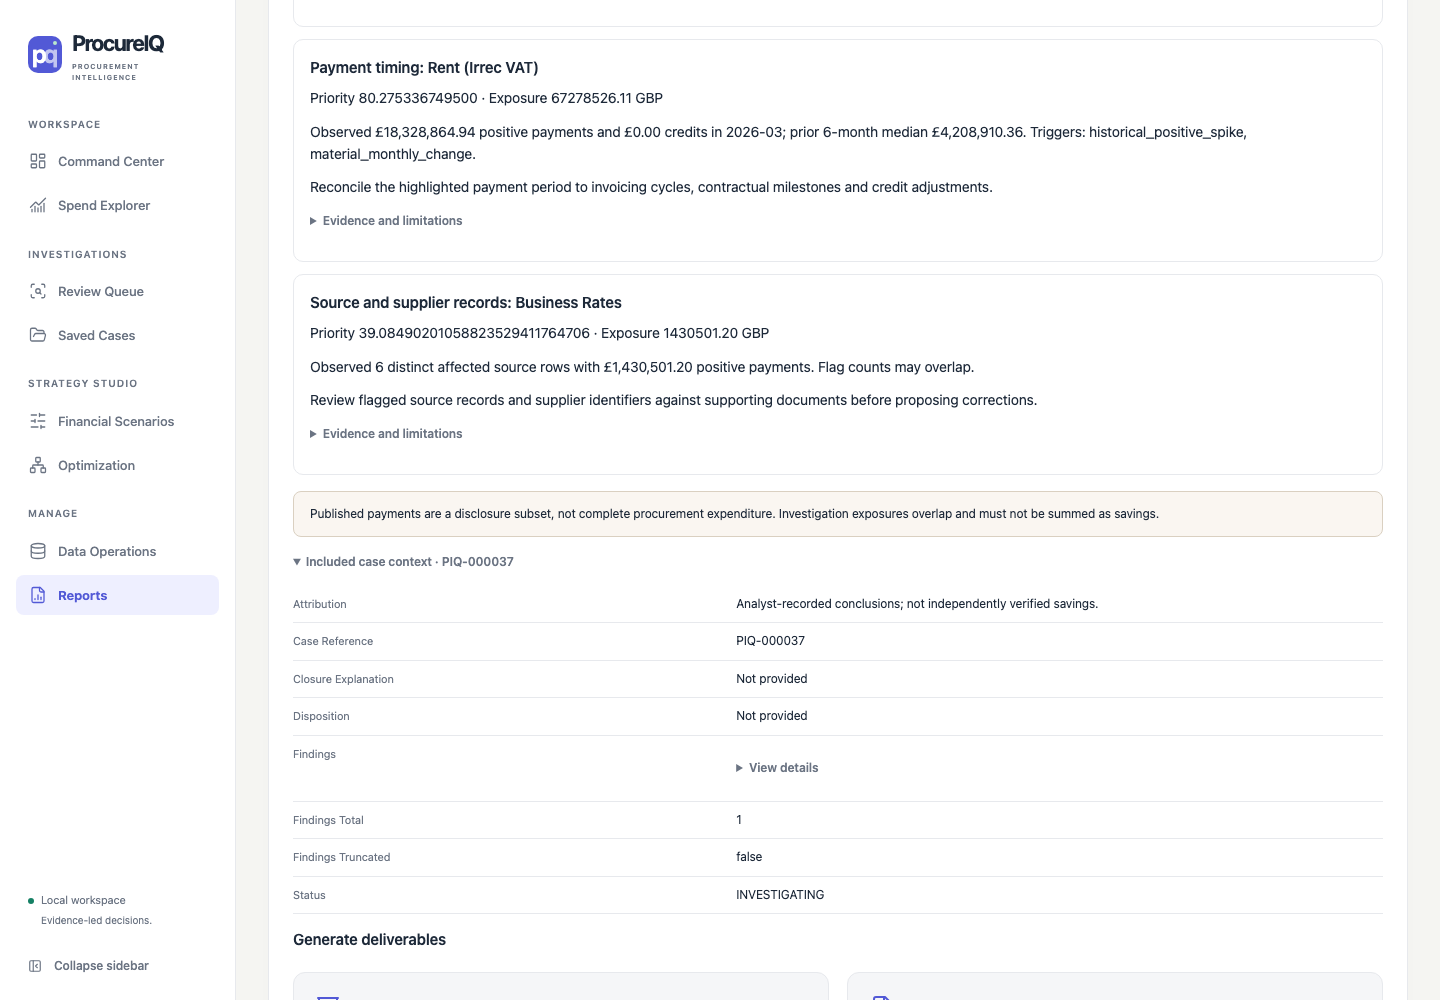 pq
ProcureIQ
PROCUREMENT
INTELLIGENCE
WORKSPACE
Command Center
Spend Explorer
INVESTIGATIONS
Review Queue
Saved Cases
STRATEGY STUDIO
Financial Scenarios
Optimization
MANAGE
Data Operations
Reports
Local workspace
Evidence-led decisions.
Collapse sidebar
Payment timing: Rent (Irrec VAT)
Priority 80.275336749500 · Exposure 67278526.11 GBP
Observed £18,328,864.94 positive payments and £0.00 credits in 2026-03; prior 6-month median £4,208,910.36. Triggers: historical_positive_spike,
material_monthly_change.
Reconcile the highlighted payment period to invoicing cycles, contractual milestones and credit adjustments.
Evidence and limitations
Source and supplier records: Business Rates
Priority 39.08490201058823529411764706 · Exposure 1430501.20 GBP
Observed 6 distinct affected source rows with £1,430,501.20 positive payments. Flag counts may overlap.
Review flagged source records and supplier identifiers against supporting documents before proposing corrections.
Evidence and limitations
Published payments are a disclosure subset, not complete procurement expenditure. Investigation exposures overlap and must not be summed as savings.
Included case context · PIQ-000037
Attribution Analyst-recorded conclusions; not independently verified savings.
Case Reference PIQ-000037
Closure Explanation Not provided
Disposition Not provided
Findings
View details
Findings Total 1
Findings Truncated false
Status INVESTIGATING
Generate deliverables